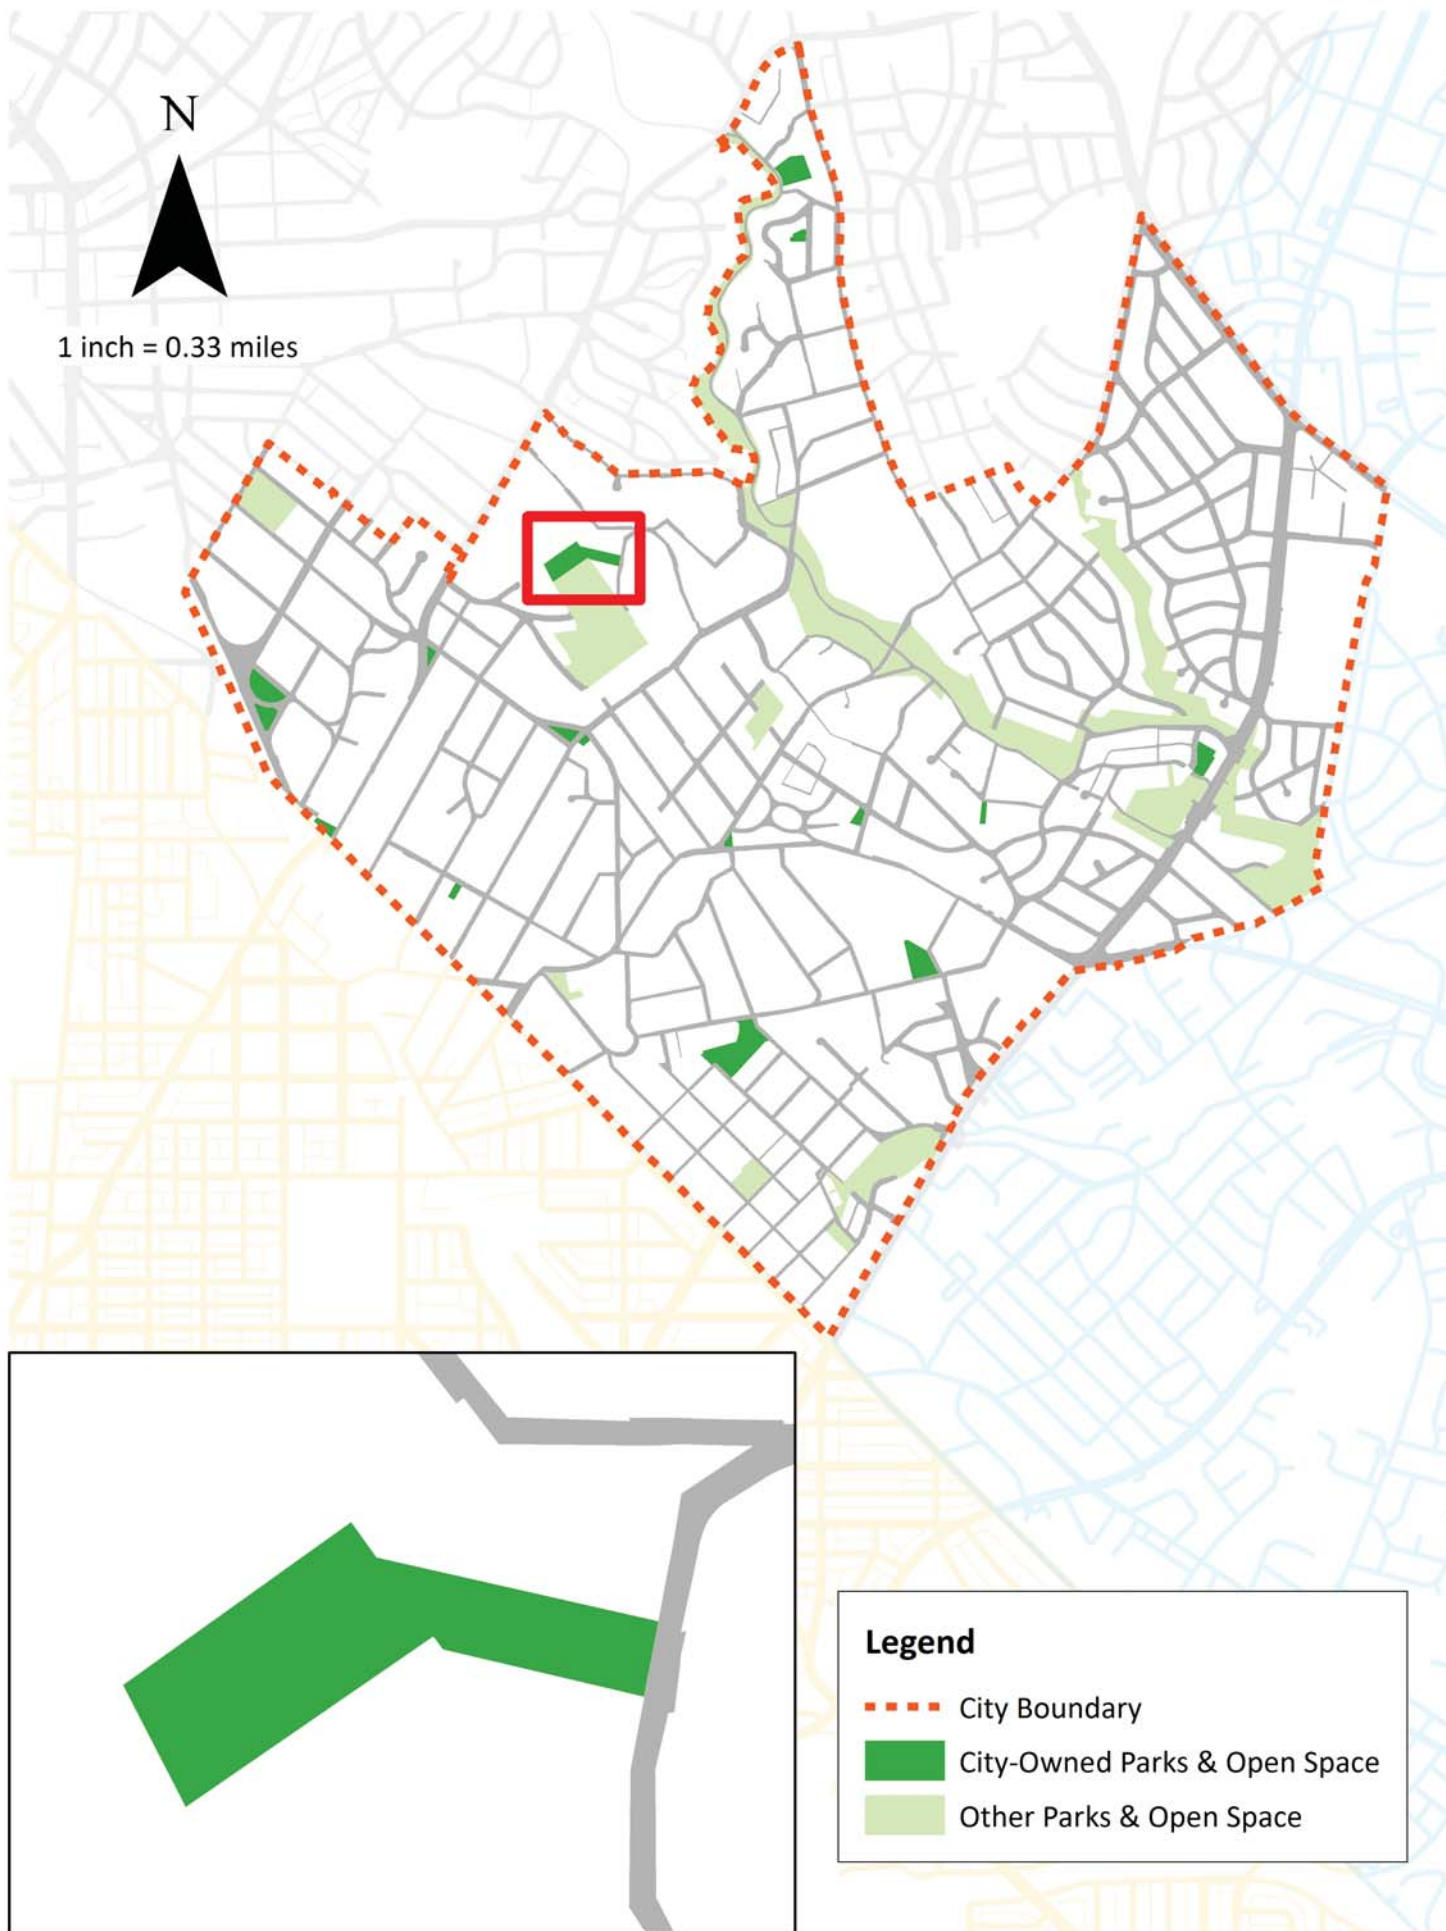 N
1 inch = 0.33 miles
Legend
City Boundary
City-Owned Parks & Open Space
Other Parks & Open Space